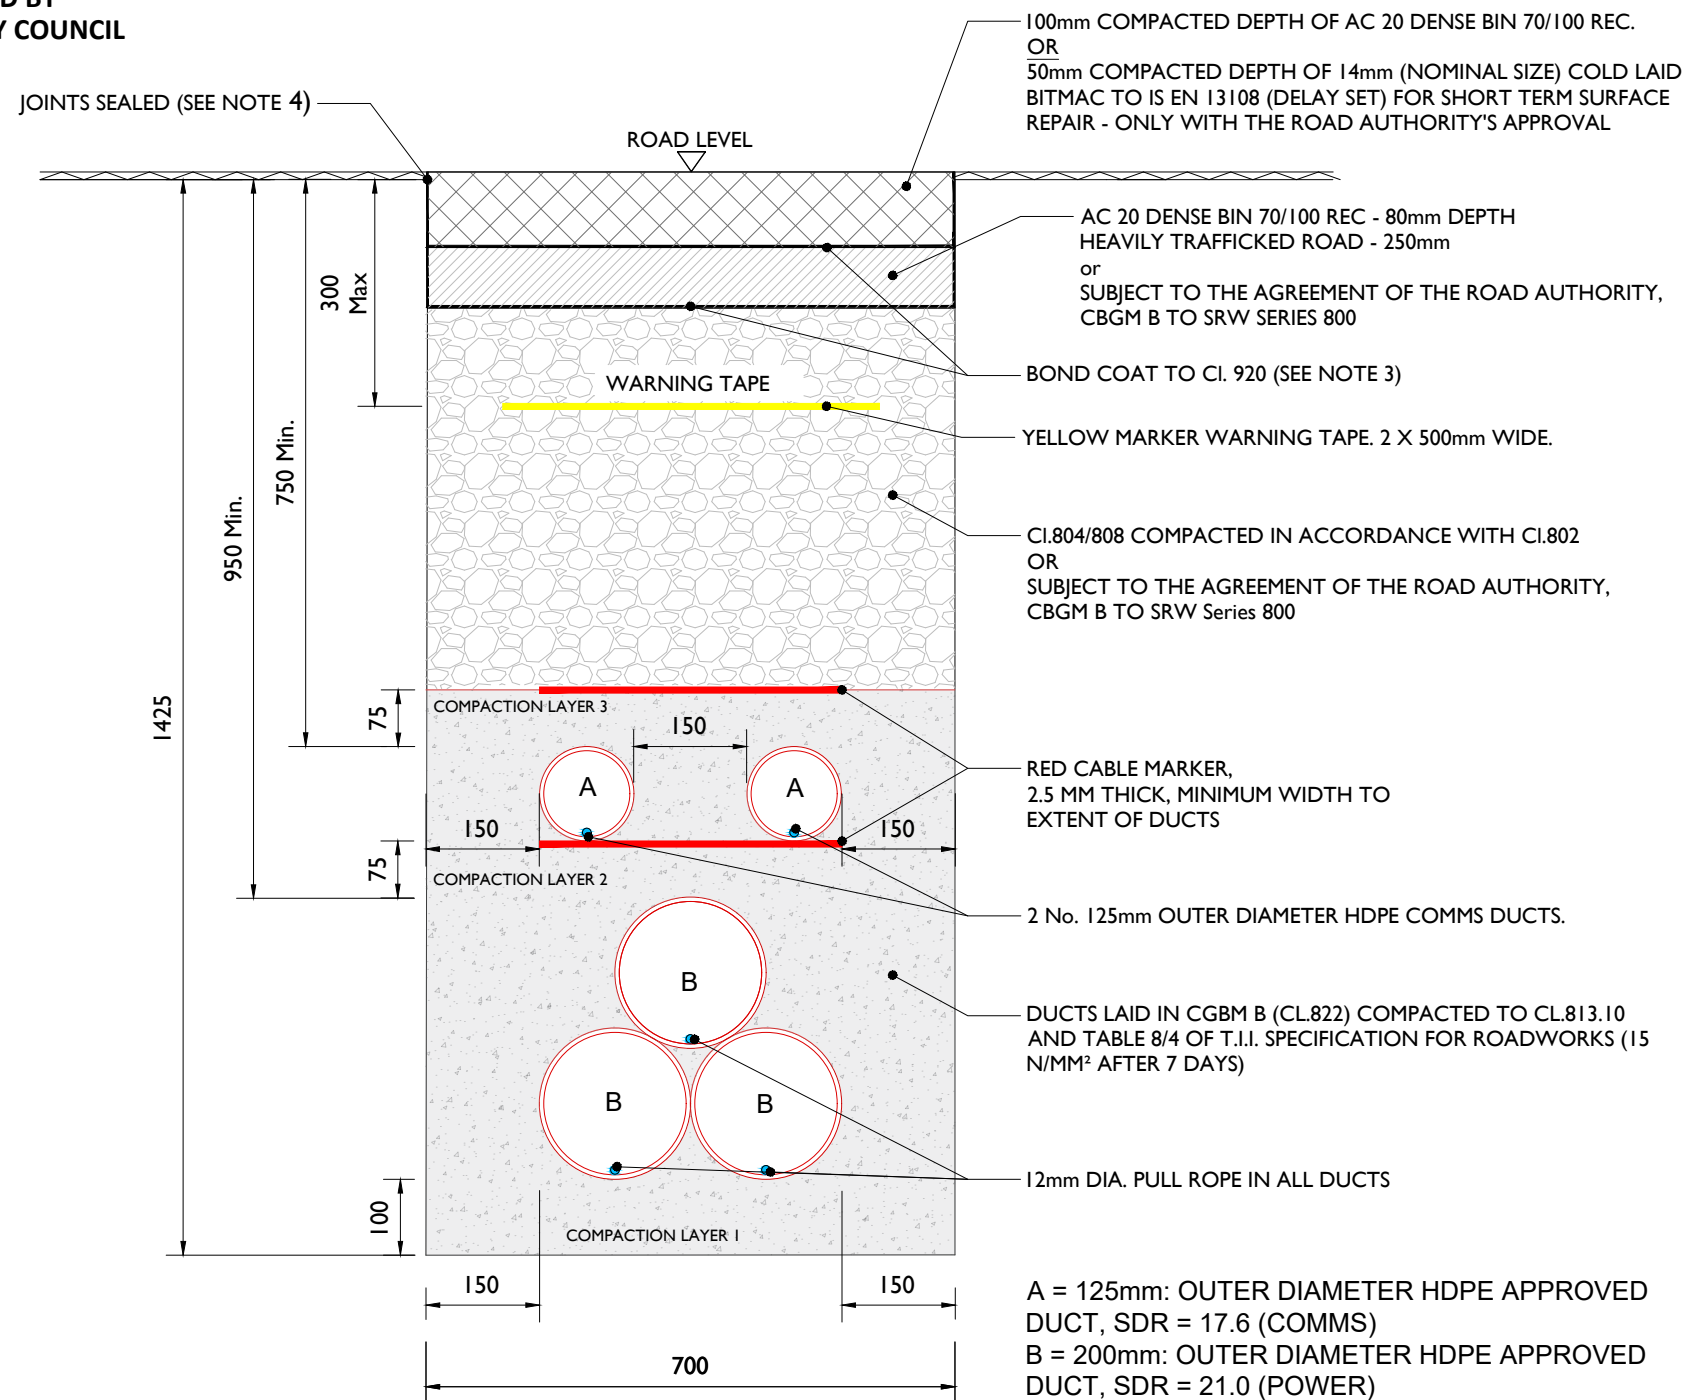 Y COUNCIL
JOINTS SEALED (SEE NOTE 4)
ROAD LEVEL
100mm COMPACTED DEPTH OF AC 20 DENSE BIN 70/100 REC.
OR
50mm COMPACTED DEPTH OF 14mm (NOMINAL SIZE) COLD LAID
BITMAC TO IS EN 13108 (DELAY SET) FOR SHORT TERM SURFACE
REPAIR - ONLY WITH THE ROAD AUTHORITY'S APPROVAL
AC 20 DENSE BIN 70/100 REC - 80mm DEPTH
HEAVILY TRAFFICKED ROAD - 250mm
or
SUBJECT TO THE AGREEMENT OF THE ROAD AUTHORITY,
CBGM B TO SRW SERIES 800
BOND COAT TO Cl. 920 (SEE NOTE 3)
WARNING TAPE
YELLOW MARKER WARNING TAPE. 2 X 500mm WIDE.
Cl.804/808 COMPACTED IN ACCORDANCE WITH Cl.802
OR
SUBJECT TO THE AGREEMENT OF THE ROAD AUTHORITY,
CBGM B TO SRW Series 800
300
Max
750 Min.
950 Min.
1425
75
COMPACTION LAYER 3
150
A
A
150
150
RED CABLE MARKER,
2.5 MM THICK, MINIMUM WIDTH TO
EXTENT OF DUCTS
75
COMPACTION LAYER 2
2 No. 125mm OUTER DIAMETER HDPE COMMS DUCTS.
B
DUCTS LAID IN CGBM B (CL.822) COMPACTED TO CL.813.10
AND TABLE 8/4 OF T.I.I. SPECIFICATION FOR ROADWORKS (15
N/MM² AFTER 7 DAYS)
B
B
12mm DIA. PULL ROPE IN ALL DUCTS
100
COMPACTION LAYER 1
150
150
700
A = 125mm: OUTER DIAMETER HDPE APPROVED
DUCT, SDR = 17.6 (COMMS)
B = 200mm: OUTER DIAMETER HDPE APPROVED
DUCT, SDR = 21.0 (POWER)